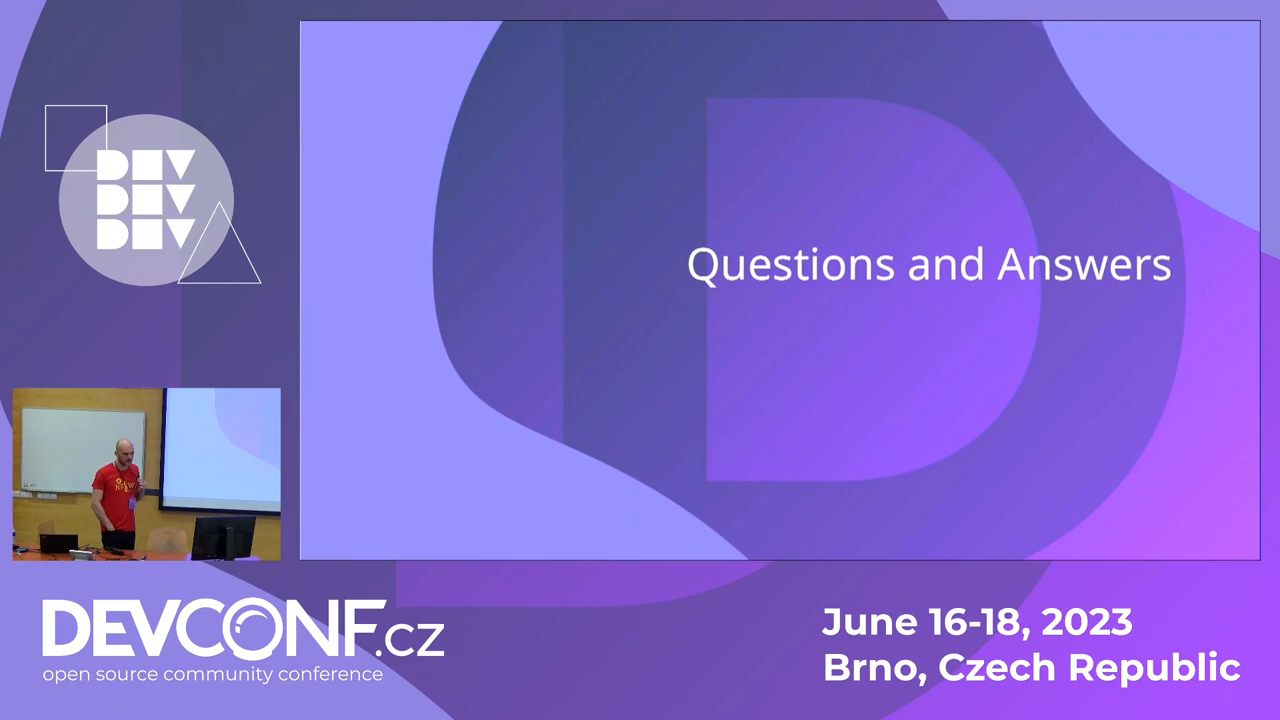 DEV
DEV
DEV
Questions and Answers
DEVCONF.cz
open source community conference
June 16-18, 2023
Brno, Czech Republic